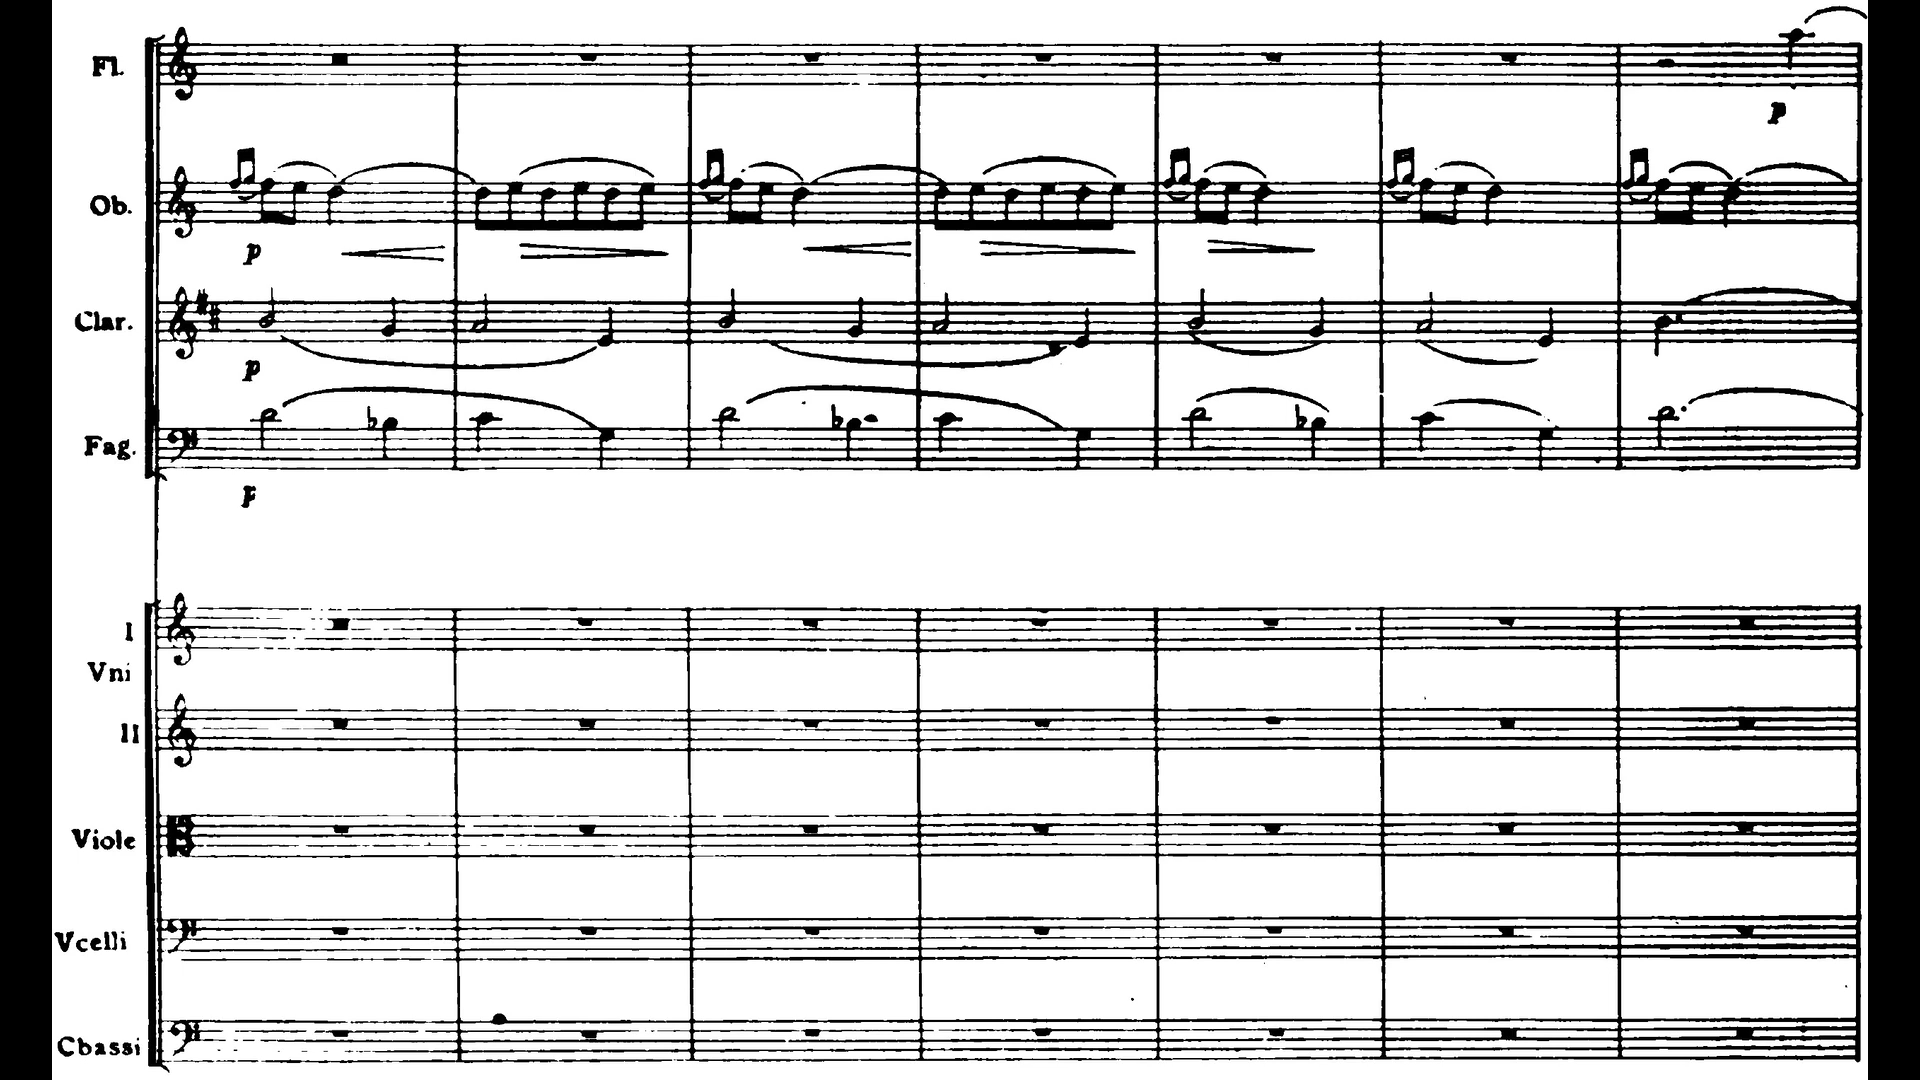 Fl.
p
Ob.
p
Clar.
p
Fag.
p
I
Vni
II
Viole
Vcelli
Cbassi